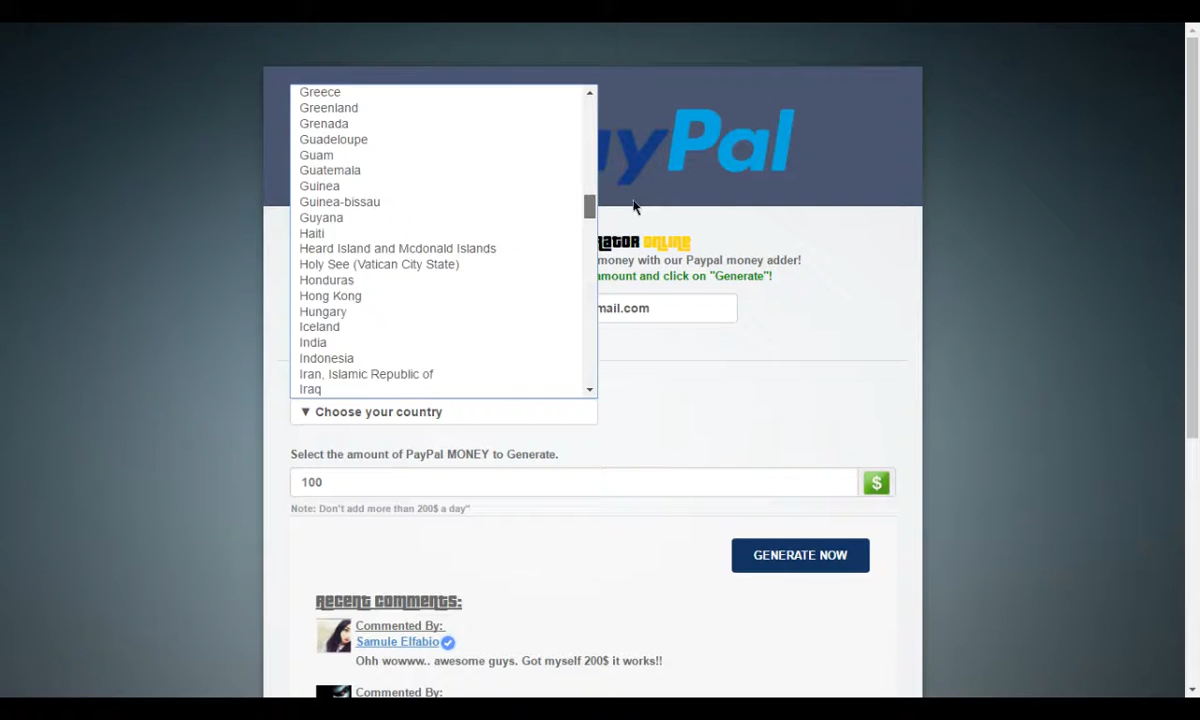 Greece
Greenland
Grenada
Guadeloupe
Guam
Guatemala
Guinea
Guinea-bissau
Guyana
Haiti
Heard Island and Mcdonald Islands
Holy See (Vatican City State)
Honduras
Hong Kong
Hungary
Iceland
India
Indonesia
Iran, Islamic Republic of
Iraq
ayPal
RATOR ONLINE
money with our Paypal money adder!
amount and click on "Generate"!
mail.com
▼ Choose your country
Select the amount of PayPal MONEY to Generate.
100
$
Note: Don't add more than 200$ a day"
GENERATE NOW
Recent comments:
Commented By:
Samule Elfabio
Ohh wowww.. awesome guys. Got myself 200$ it works!!
Commented By: